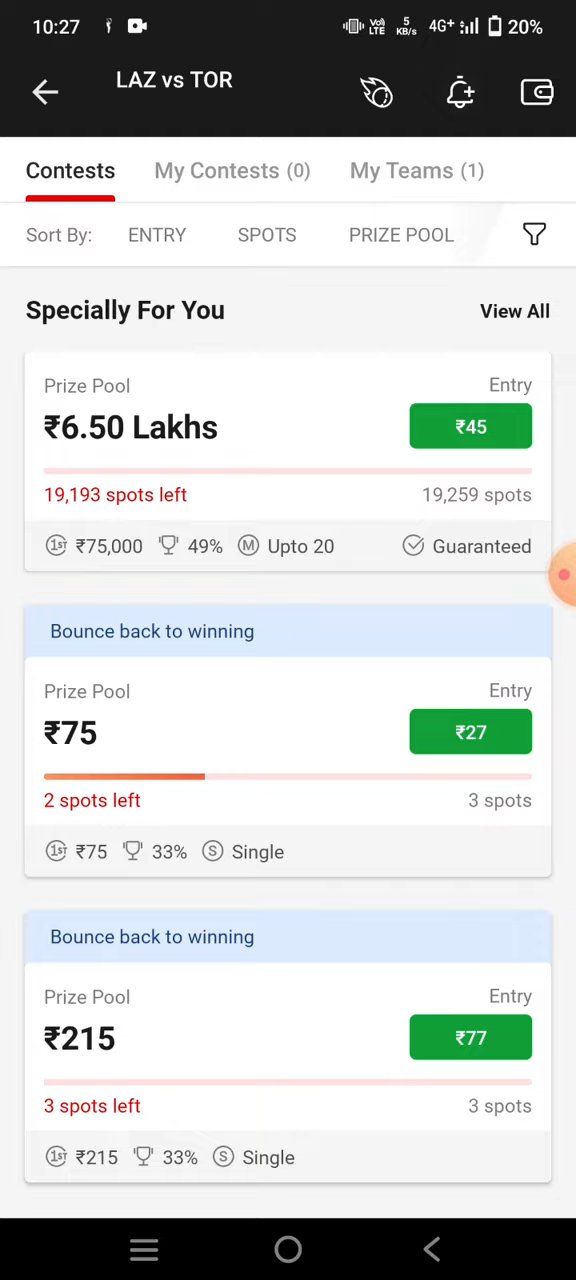 10:27 Vo) LTE 5 KB/s 4G+ 20%
LAZ vs TOR
Contests My Contests (0) My Teams (1)
Sort By: ENTRY SPOTS PRIZE POOL
Specially For You View All
Prize Pool Entry
₹6.50 Lakhs ₹45
19,193 spots left 19,259 spots
1ST ₹75,000 49% M Upto 20 Guaranteed
Bounce back to winning
Prize Pool Entry
₹75 ₹27
2 spots left 3 spots
1ST ₹75 33% S Single
Bounce back to winning
Prize Pool Entry
₹215 ₹77
3 spots left 3 spots
1ST ₹215 33% S Single